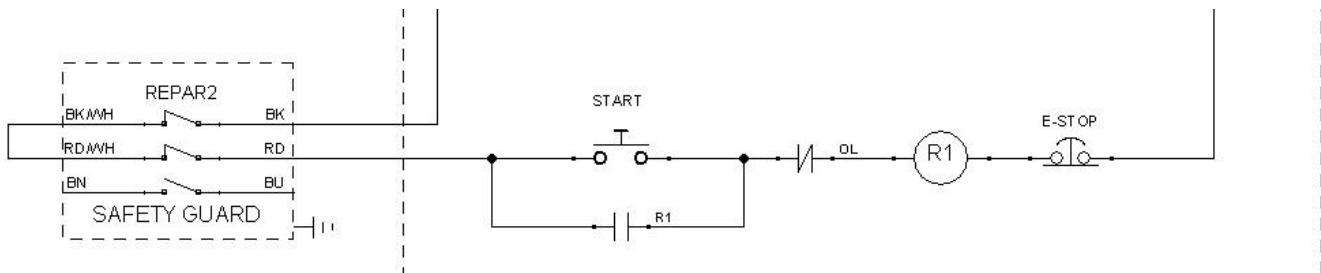 REPAR2
BK/WH BK
RD/WH RD
BN BU
SAFETY GUARD
START
R1
OL
R1
E-STOP